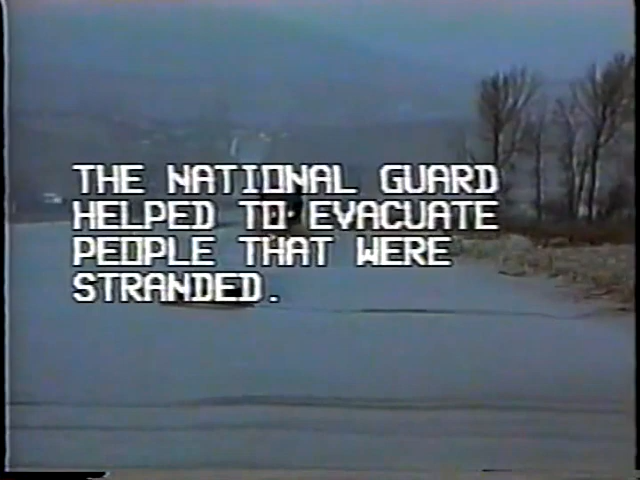 THE NATIONAL GUARD
HELPED TO EVACUATE
PEOPLE THAT WERE
STRANDED.